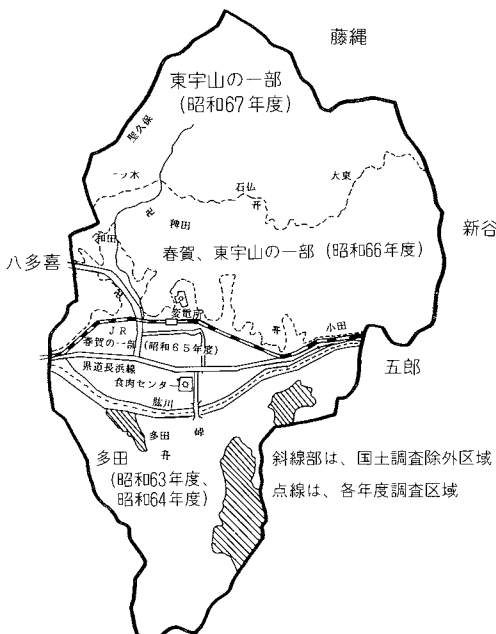 藤縄
東宇山の一部
(昭和67年度)
聖久保
一ツ木
石仏
大東
稗田
新谷
和田
春賀、東宇山の一部(昭和66年度)
八多喜
変電所
小田
JR
春賀の一部(昭和65年度)
五郎
県道長浜線
食肉センター
肱川
多田
峠
多田
(昭和63年度、
昭和64年度)
斜線部は、国土調査除外区域
点線は、各年度調査区域